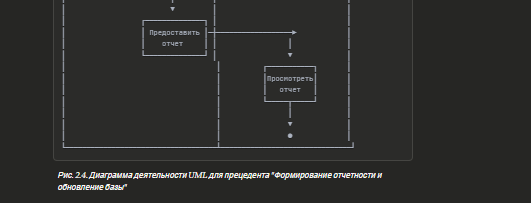 Предоставить
отчет
Просмотреть
отчет
Рис. 2.4. Диаграмма деятельности UML для прецедента "Формирование отчетности и
обновление базы"